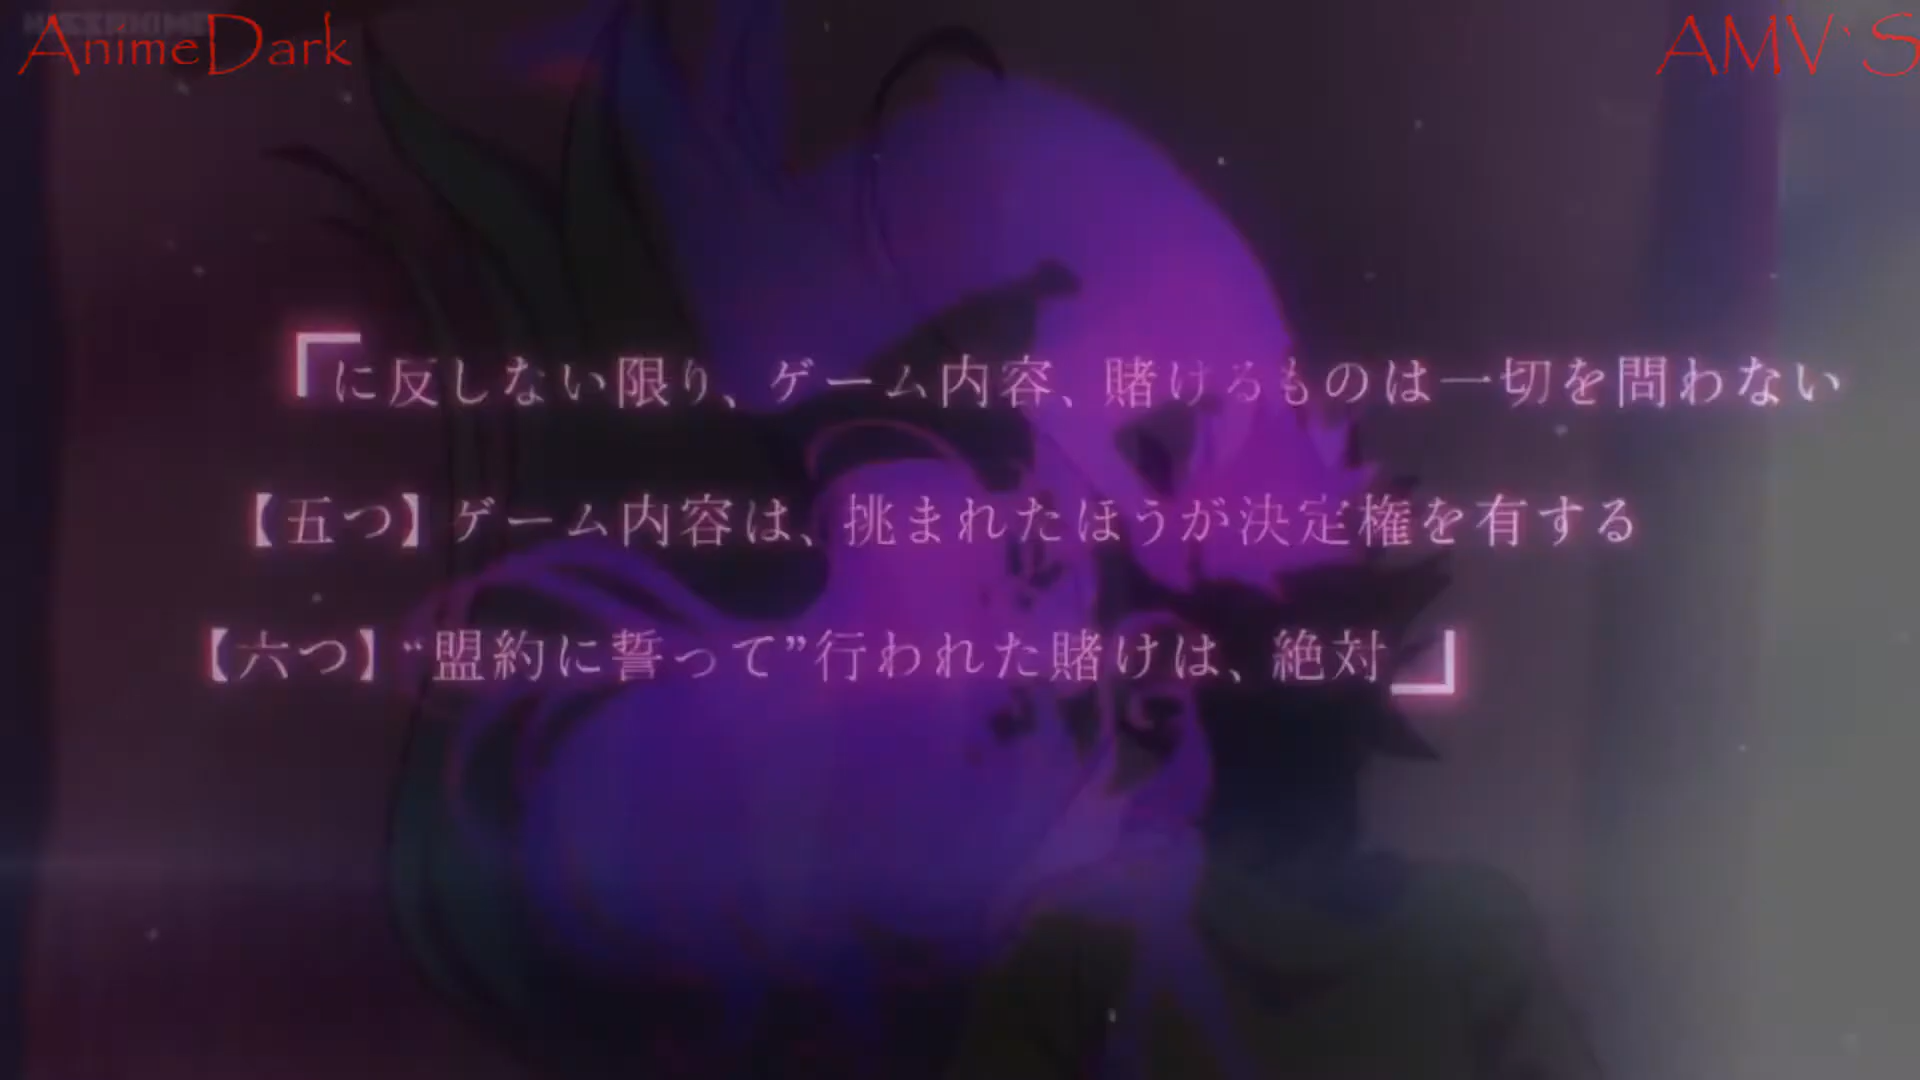 AnimeDark
AMV`S
「に反しない限り、ゲーム内容、賭けるものは一切を問わない
【五つ】ゲーム内容は、挑まれたほうが決定権を有する
【六つ】“盟約に誓って”行われた賭けは、絶対」